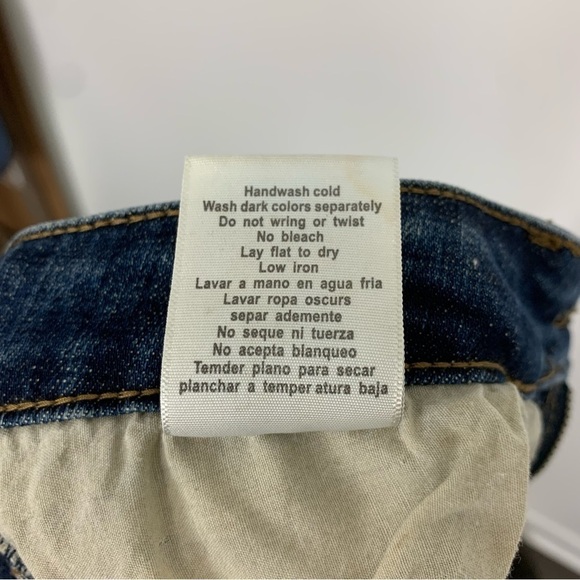 Handwash cold
Wash dark colors separately
Do not wring or twist
No bleach
Lay flat to dry
Low iron
Lavar a mano en agua fria
Lavar ropa oscurs
separ ademente
No seque ni tuerza
No acepta blanqueo
Temder plano para secar
planchar a temper atura baja